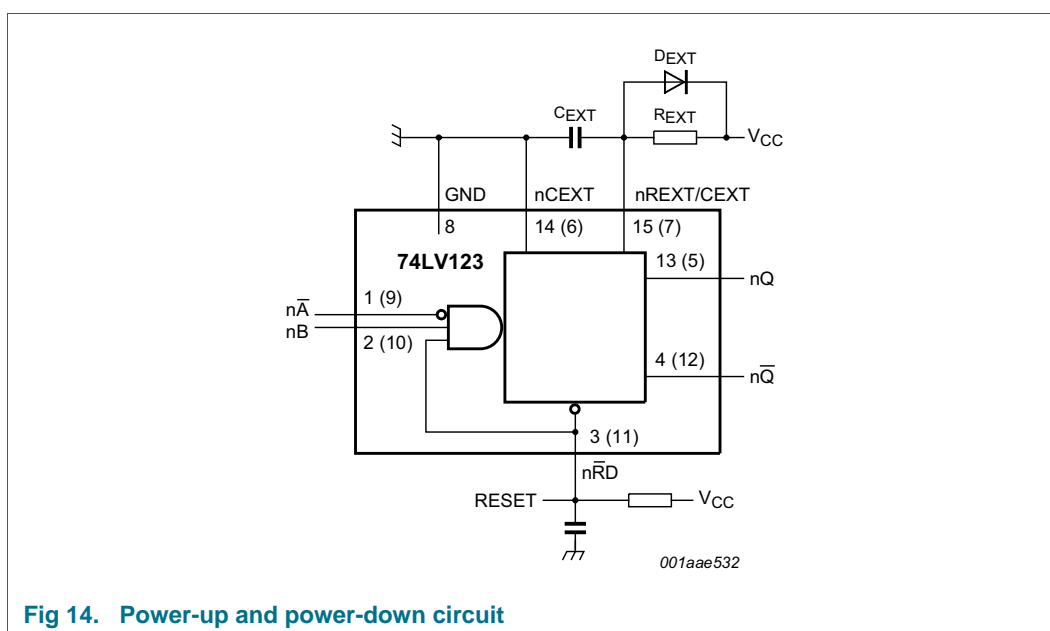 DEXT
CEXT
REXT
VCC
GND
nCEXT
nREXT/CEXT
8
14 (6)
15 (7)
74LV123
13 (5)
nQ
1 (9)
nA̅
nB
2 (10)
4 (12)
nQ̅
3 (11)
nR̅D
RESET
VCC
001aae532
Fig 14. Power-up and power-down circuit